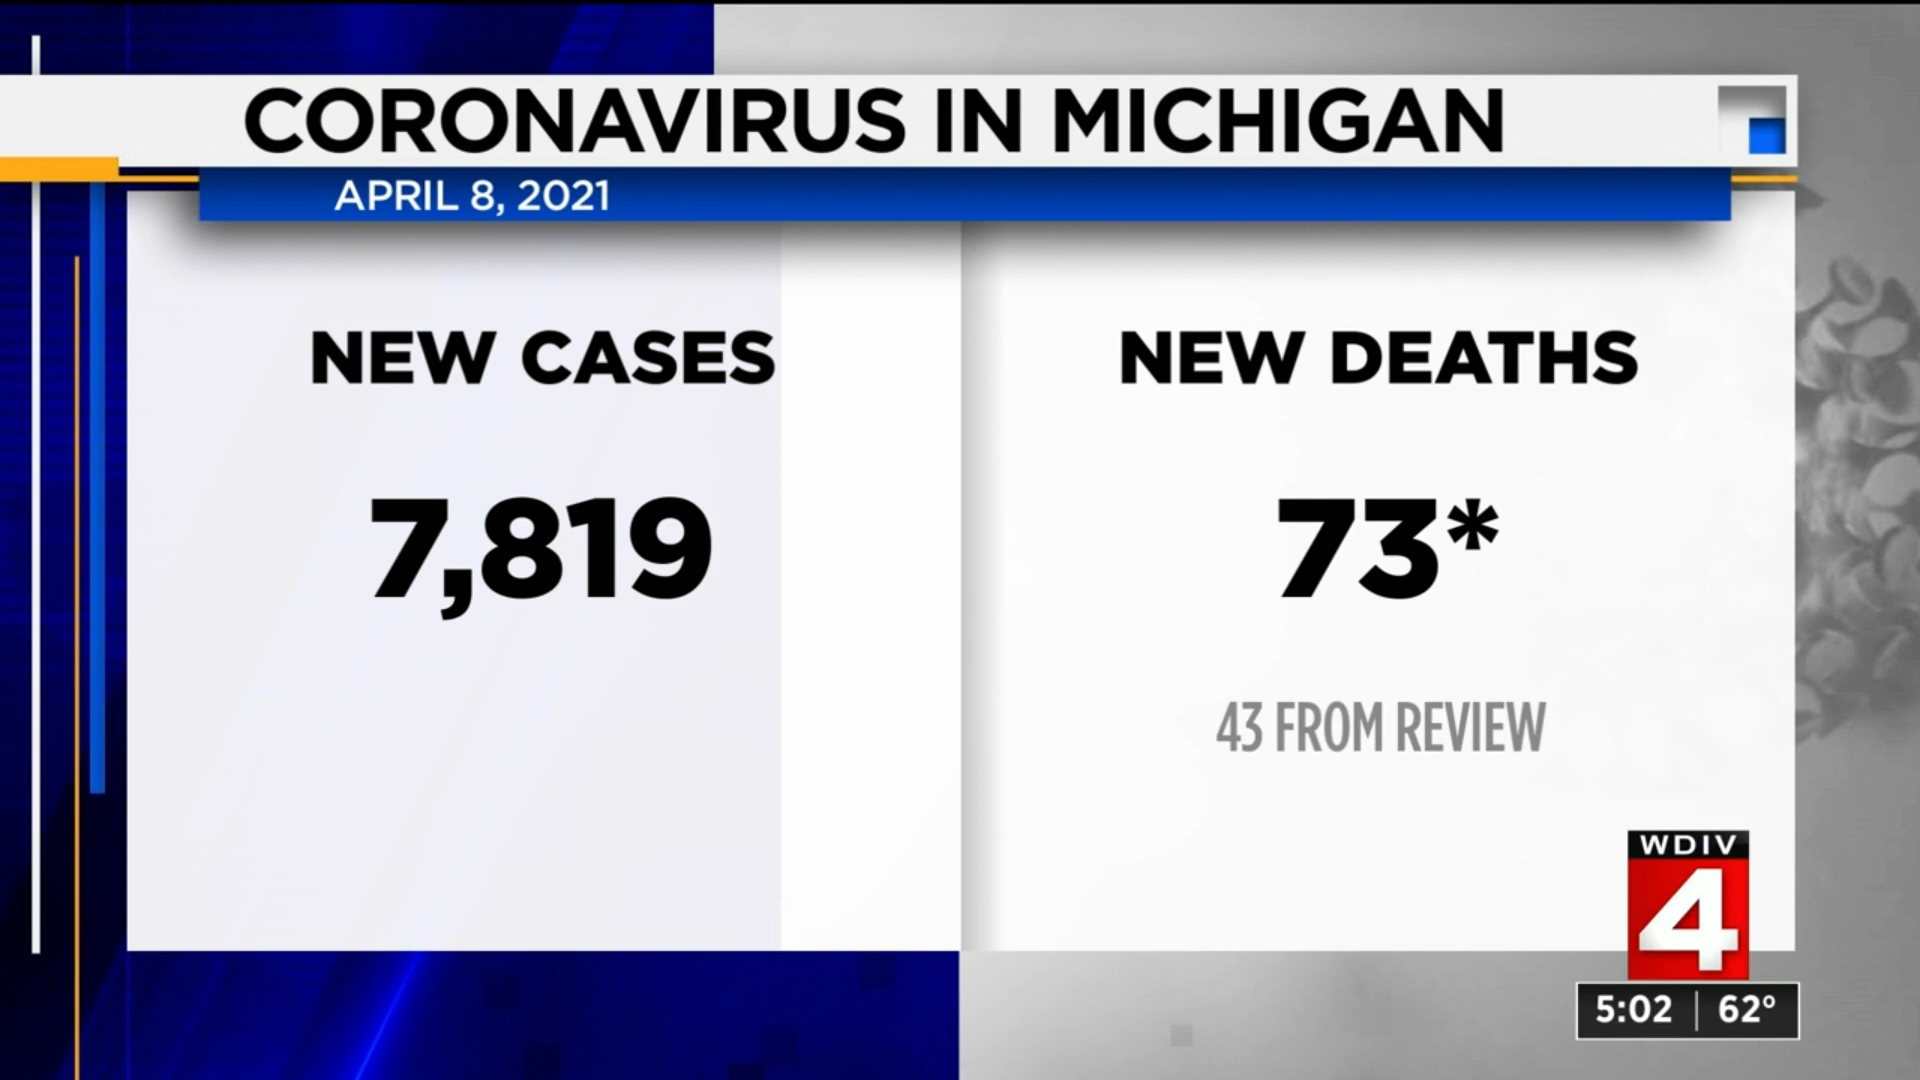 CORONAVIRUS IN MICHIGAN
APRIL 8, 2021
NEW CASES
7,819
NEW DEATHS
73*
43 FROM REVIEW
WDIV
4
5:02 62°